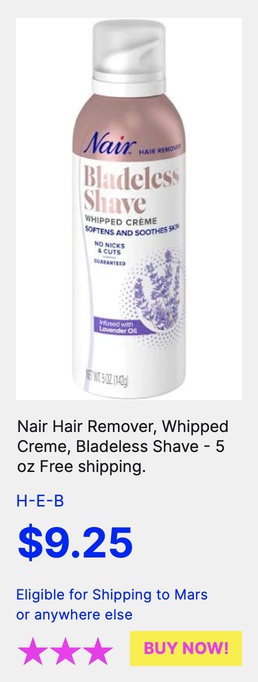 Nair HAIR REMOVER
Bladeless
Shave
WHIPPED CRÈME
SOFTENS AND SOOTHES SKIN
NO NICKS
& CUTS
GUARANTEED
Infused with
Lavender Oil
NET WT. 5 OZ. (142g)
Nair Hair Remover, Whipped
Creme, Bladeless Shave - 5
oz Free shipping.
H-E-B
$9.25
Eligible for Shipping to Mars
or anywhere else
BUY NOW!